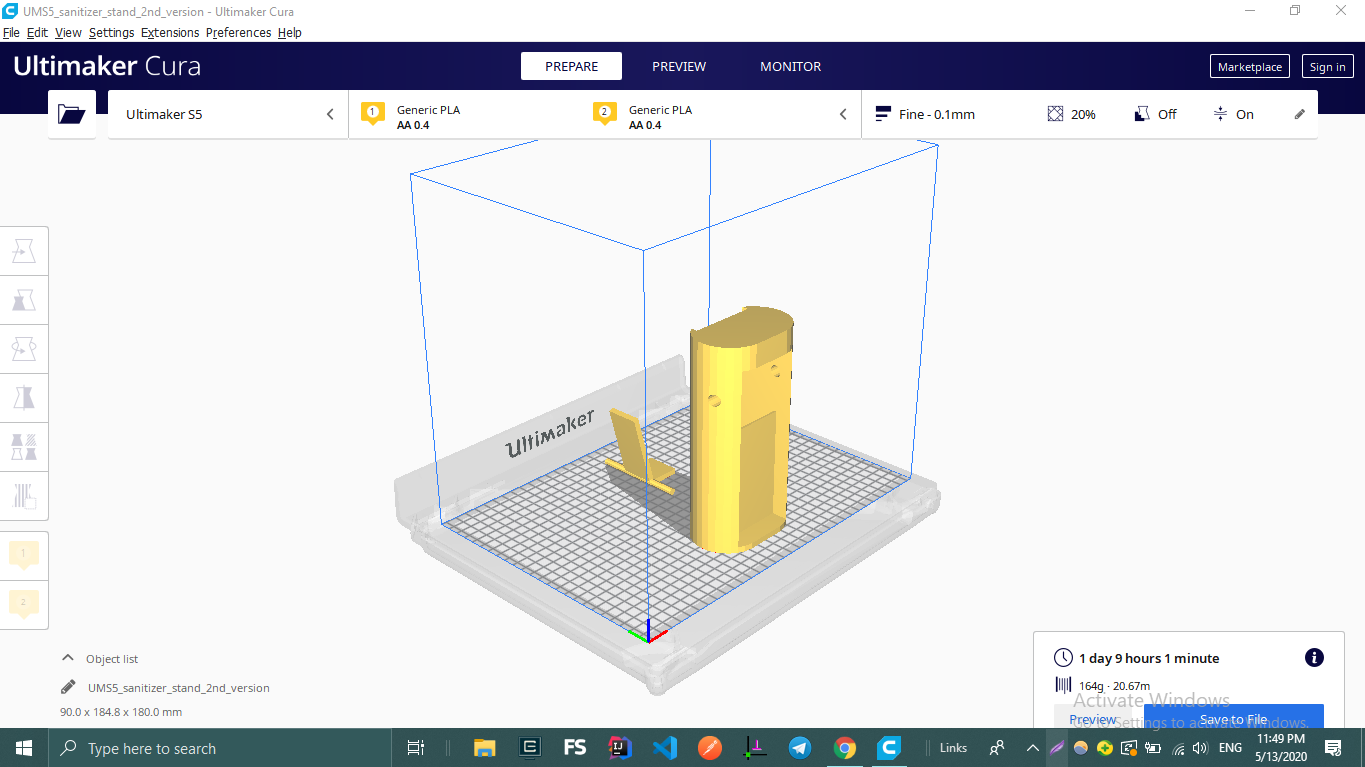 UMS5_sanitizer_stand_2nd_version - Ultimaker Cura
File Edit View Settings Extensions Preferences Help
Ultimaker Cura
PREPARE
PREVIEW
MONITOR
Marketplace
Sign in
Ultimaker S5
1
Generic PLA
AA 0.4
2
Generic PLA
AA 0.4
Fine - 0.1mm
20%
Off
On
Ultimaker
1
2
Object list
UMS5_sanitizer_stand_2nd_version
90.0 x 184.8 x 180.0 mm
1 day 9 hours 1 minute
164g · 20.67m
Activate Windows
Go to Settings to activate Windows.
Preview
Save to File
Type here to search
FS
IJ
Links
ENG
11:49 PM
5/13/2020